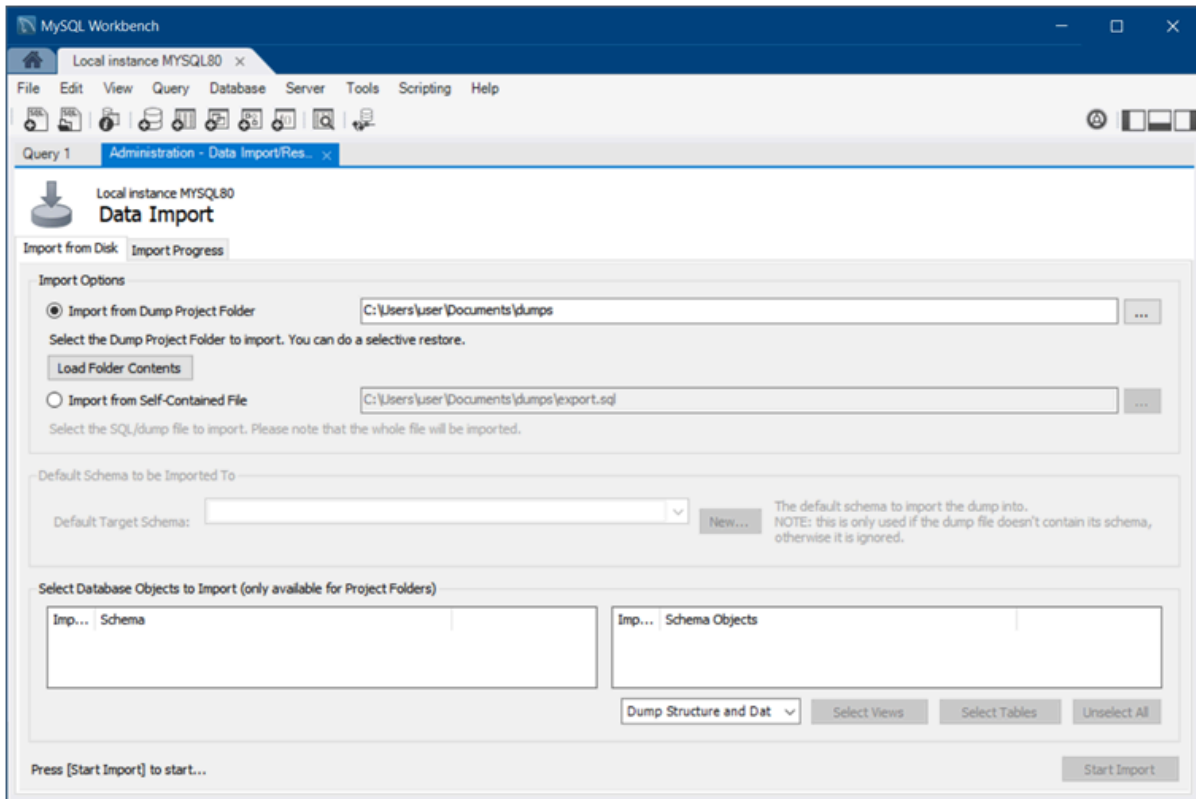 MySQL Workbench
Local instance MYSQL80 ×
File Edit View Query Database Server Tools Scripting Help
Query 1 Administration - Data Import/Res.. ×
Local instance MYSQL80
Data Import
Import from Disk Import Progress
Import Options
Import from Dump Project Folder C:\Users\user\Documents\dumps ...
Select the Dump Project Folder to import. You can do a selective restore.
Load Folder Contents
Import from Self-Contained File C:\Users\user\Documents\dumps\export.sql ...
Select the SQL/dump file to import. Please note that the whole file will be imported.
Default Schema to be Imported To
The default schema to import the dump into.
Default Target Schema: New... NOTE: this is only used if the dump file doesn't contain its schema,
otherwise it is ignored.
Select Database Objects to Import (only available for Project Folders)
Imp... Schema Imp... Schema Objects
Dump Structure and Dat Select Views Select Tables Unselect All
Press [Start Import] to start... Start Import